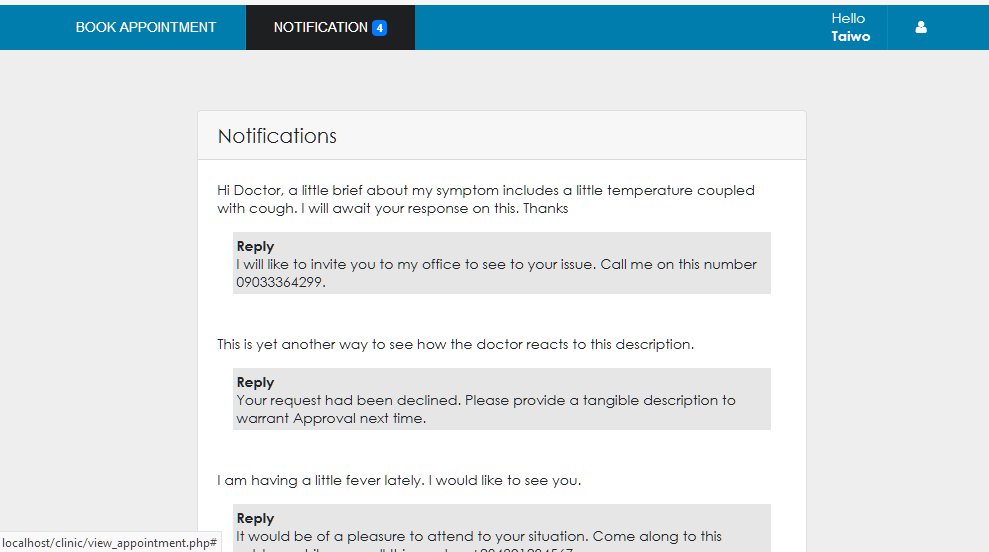 BOOK APPOINTMENT
NOTIFICATION 4
Hello
Taiwo
Notifications
Hi Doctor, a little brief about my symptom includes a little temperature coupled
with cough. I will await your response on this. Thanks
Reply
I will like to invite you to my office to see to your issue. Call me on this number
09033364299.
This is yet another way to see how the doctor reacts to this description.
Reply
Your request had been declined. Please provide a tangible description to
warrant Approval next time.
I am having a little fever lately. I would like to see you.
Reply
It would be of a pleasure to attend to your situation. Come along to this
localhost/clinic/view_appointment.php#